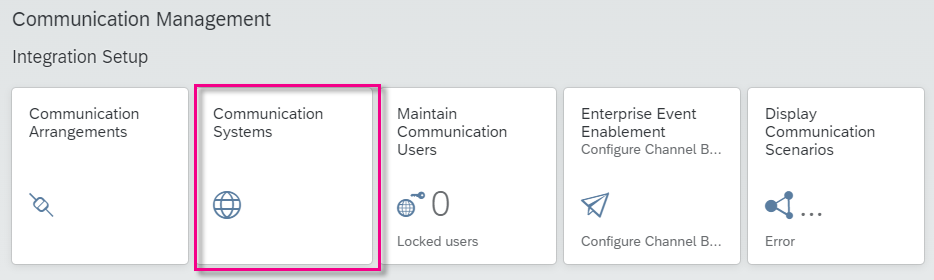 Communication Management
Integration Setup
Communication
Arrangements
Communication
Systems
Maintain
Communication
Users
0
Locked users
Enterprise Event
Enablement
Configure Channel B...
Configure Channel B...
Display
Communication
Scenarios
...
Error